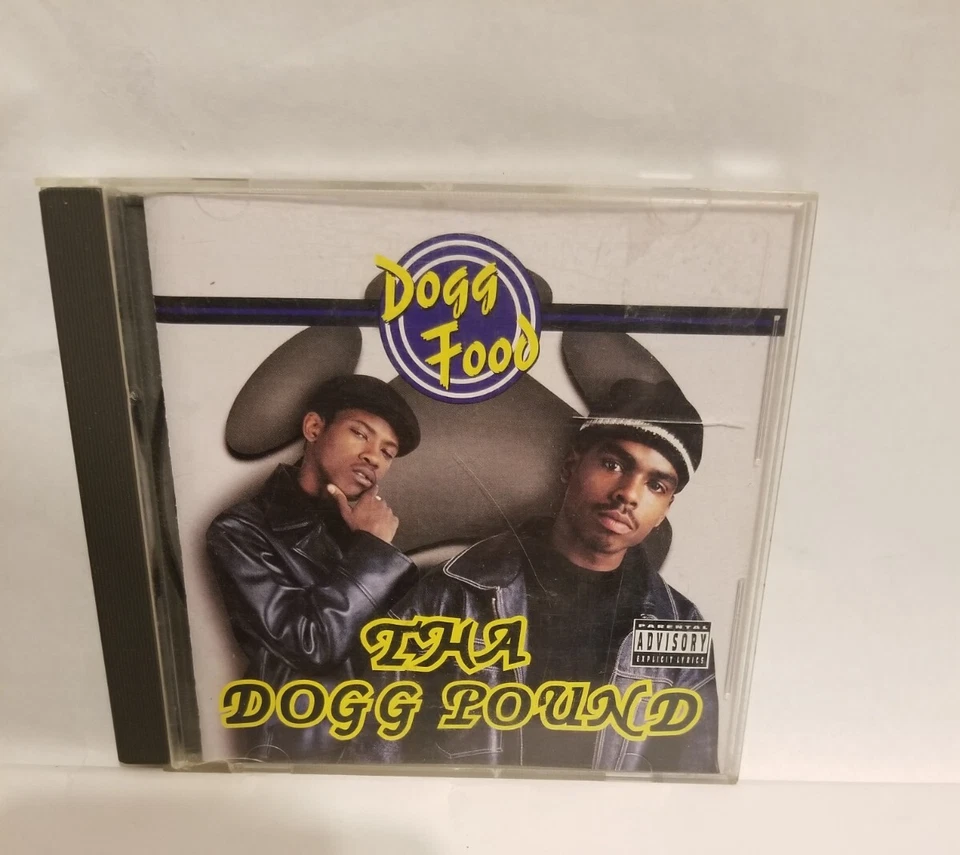 Dogg
Food
THA
DOGG POUND
PARENTAL
ADVISORY
EXPLICIT LYRICS